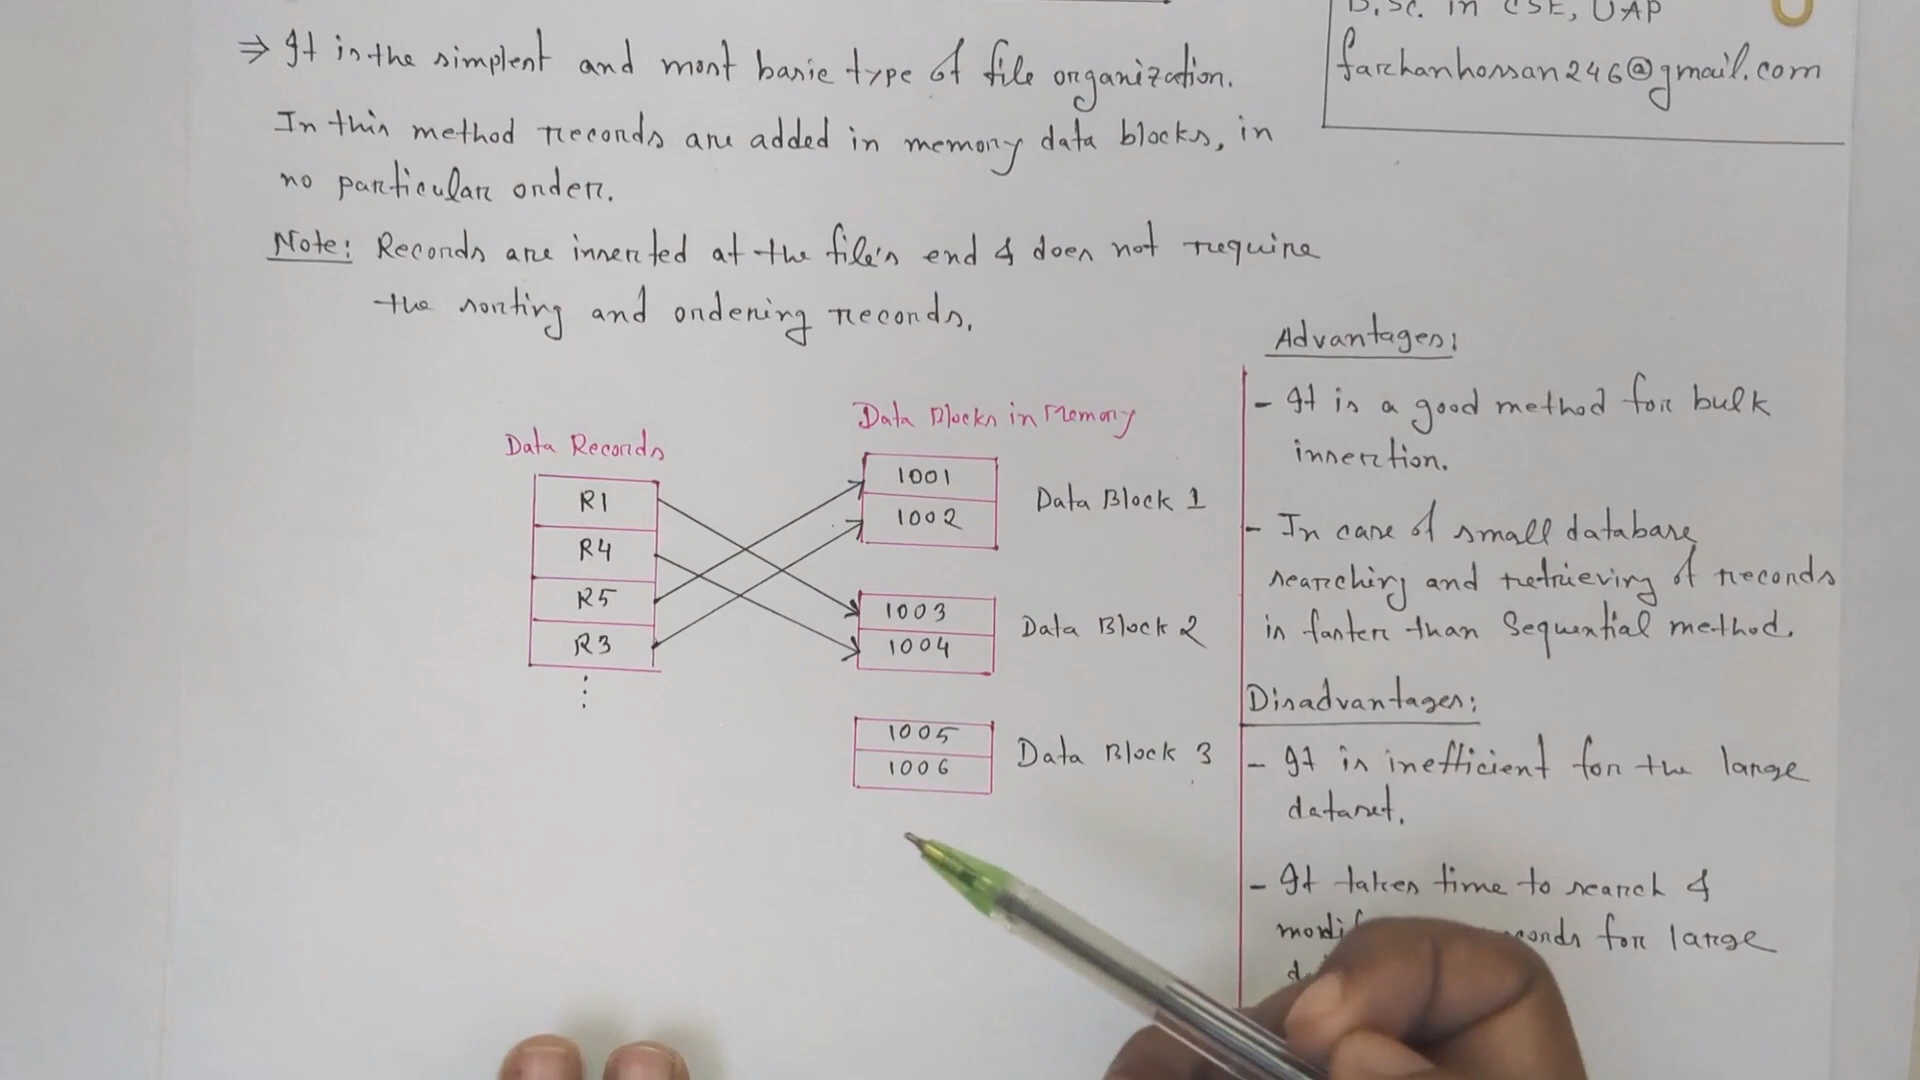 B.Sc. in CSE, UAP
farhanhossan246@gmail.com
⇒ It is the simplest and most basic type of file organization.
In this method records are added in memory data blocks, in
no particular order.
Note: Records are inserted at the file's end & does not require
the sorting and ordering records.
Data Records
R1
R4
R5
R3
⋮
Data Blocks in Memory
1001
1002
Data Block 1
1003
1004
Data Block 2
1005
1006
Data Block 3
Advantages:
- It is a good method for bulk
insertion.
- In case of small database
searching and retrieving of records
is faster than Sequential method.
Disadvantages:
- It is inefficient for the large
dataset.
- It takes time to search &
for large